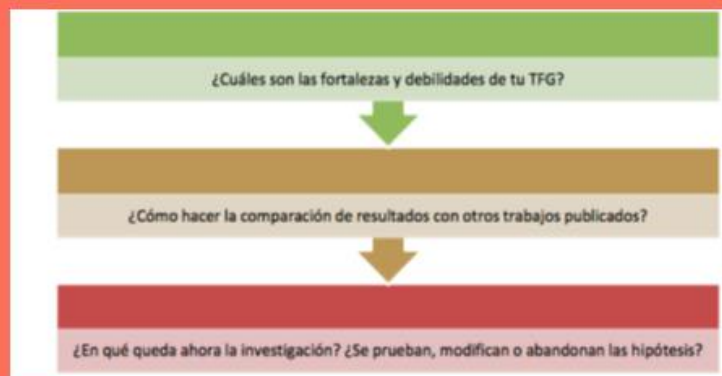 ¿Cuáles son las fortalezas y debilidades de tu TFG?
¿Cómo hacer la comparación de resultados con otros trabajos publicados?
¿En qué queda ahora la investigación? ¿Se prueban, modifican o abandonan las hipótesis?